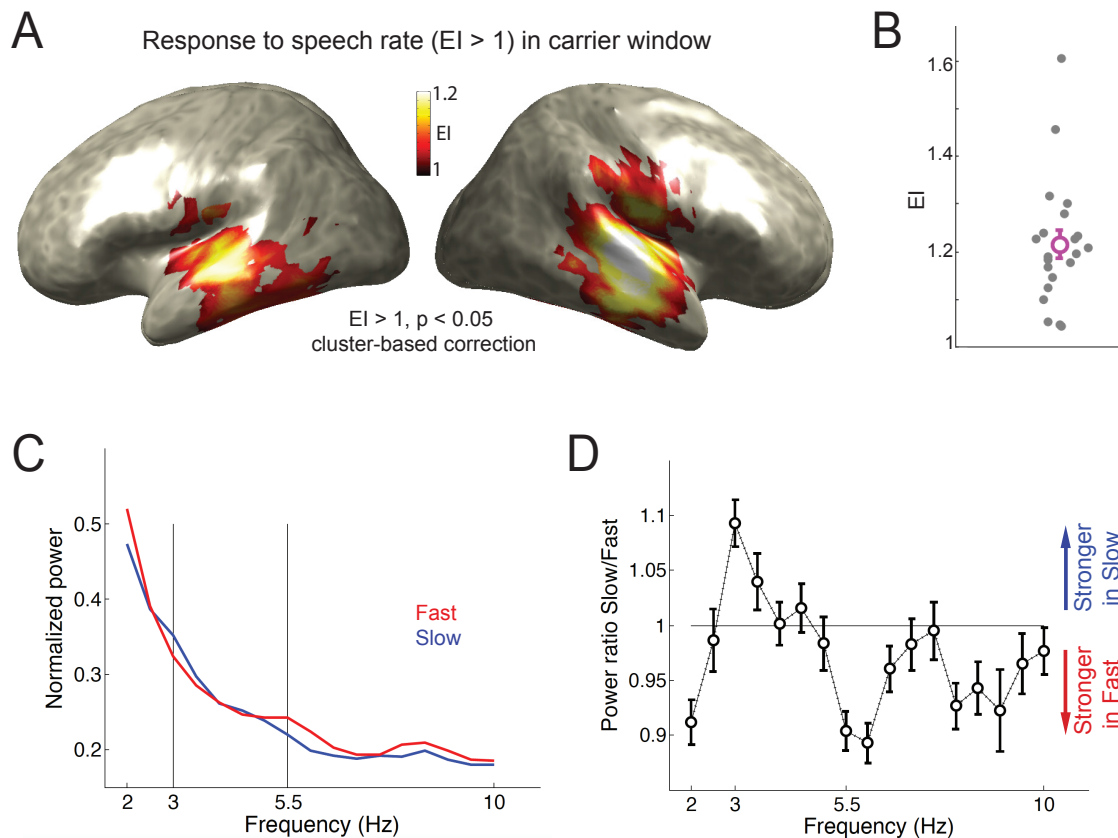 A
Response to speech rate (EI > 1) in carrier window
1.2
EI
1
EI > 1, p < 0.05
cluster-based correction
B
EI
1.6
1.4
1.2
1
C
Normalized power
0.5
0.4
0.3
0.2
Fast
Slow
2 3 5.5 10
Frequency (Hz)
D
Power ratio Slow/Fast
1.1
1.05
1
0.95
0.9
Stronger
in Slow
Stronger
in Fast
2 3 5.5 10
Frequency (Hz)